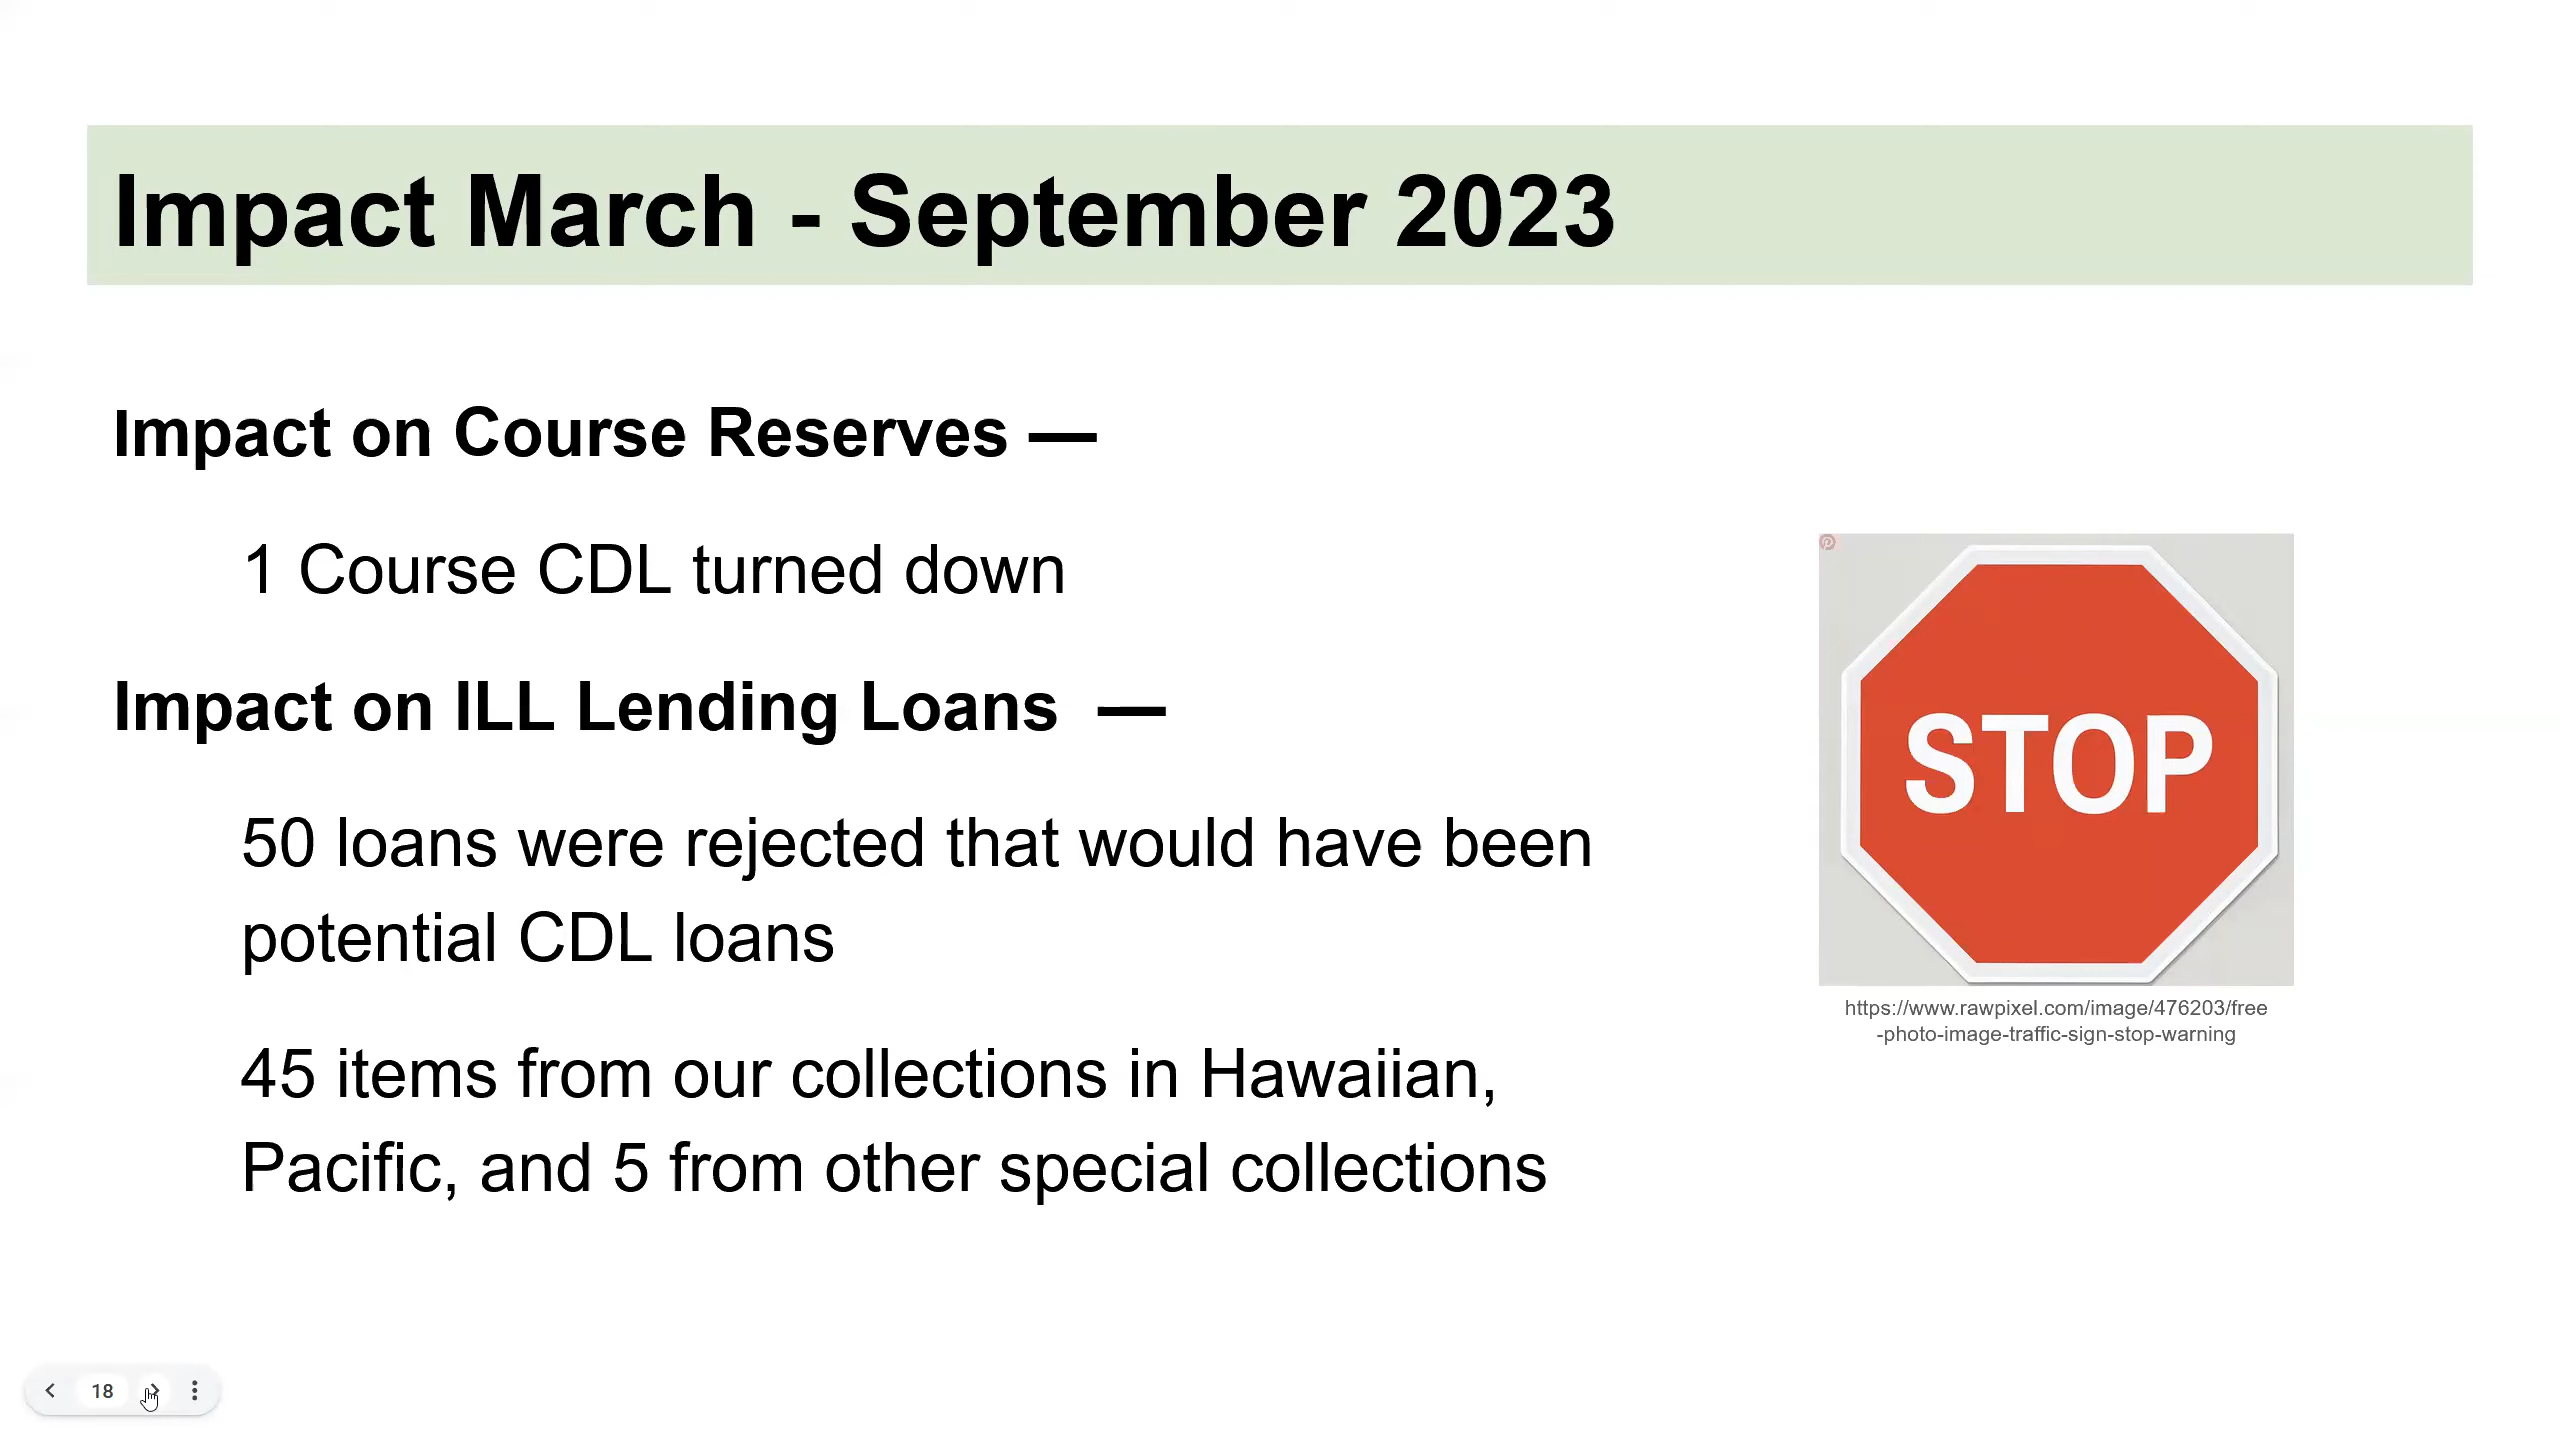 Impact March - September 2023
Impact on Course Reserves —
1 Course CDL turned down
Impact on ILL Lending Loans —
50 loans were rejected that would have been
potential CDL loans
45 items from our collections in Hawaiian,
Pacific, and 5 from other special collections
STOP
https://www.rawpixel.com/image/476203/free
-photo-image-traffic-sign-stop-warning
18